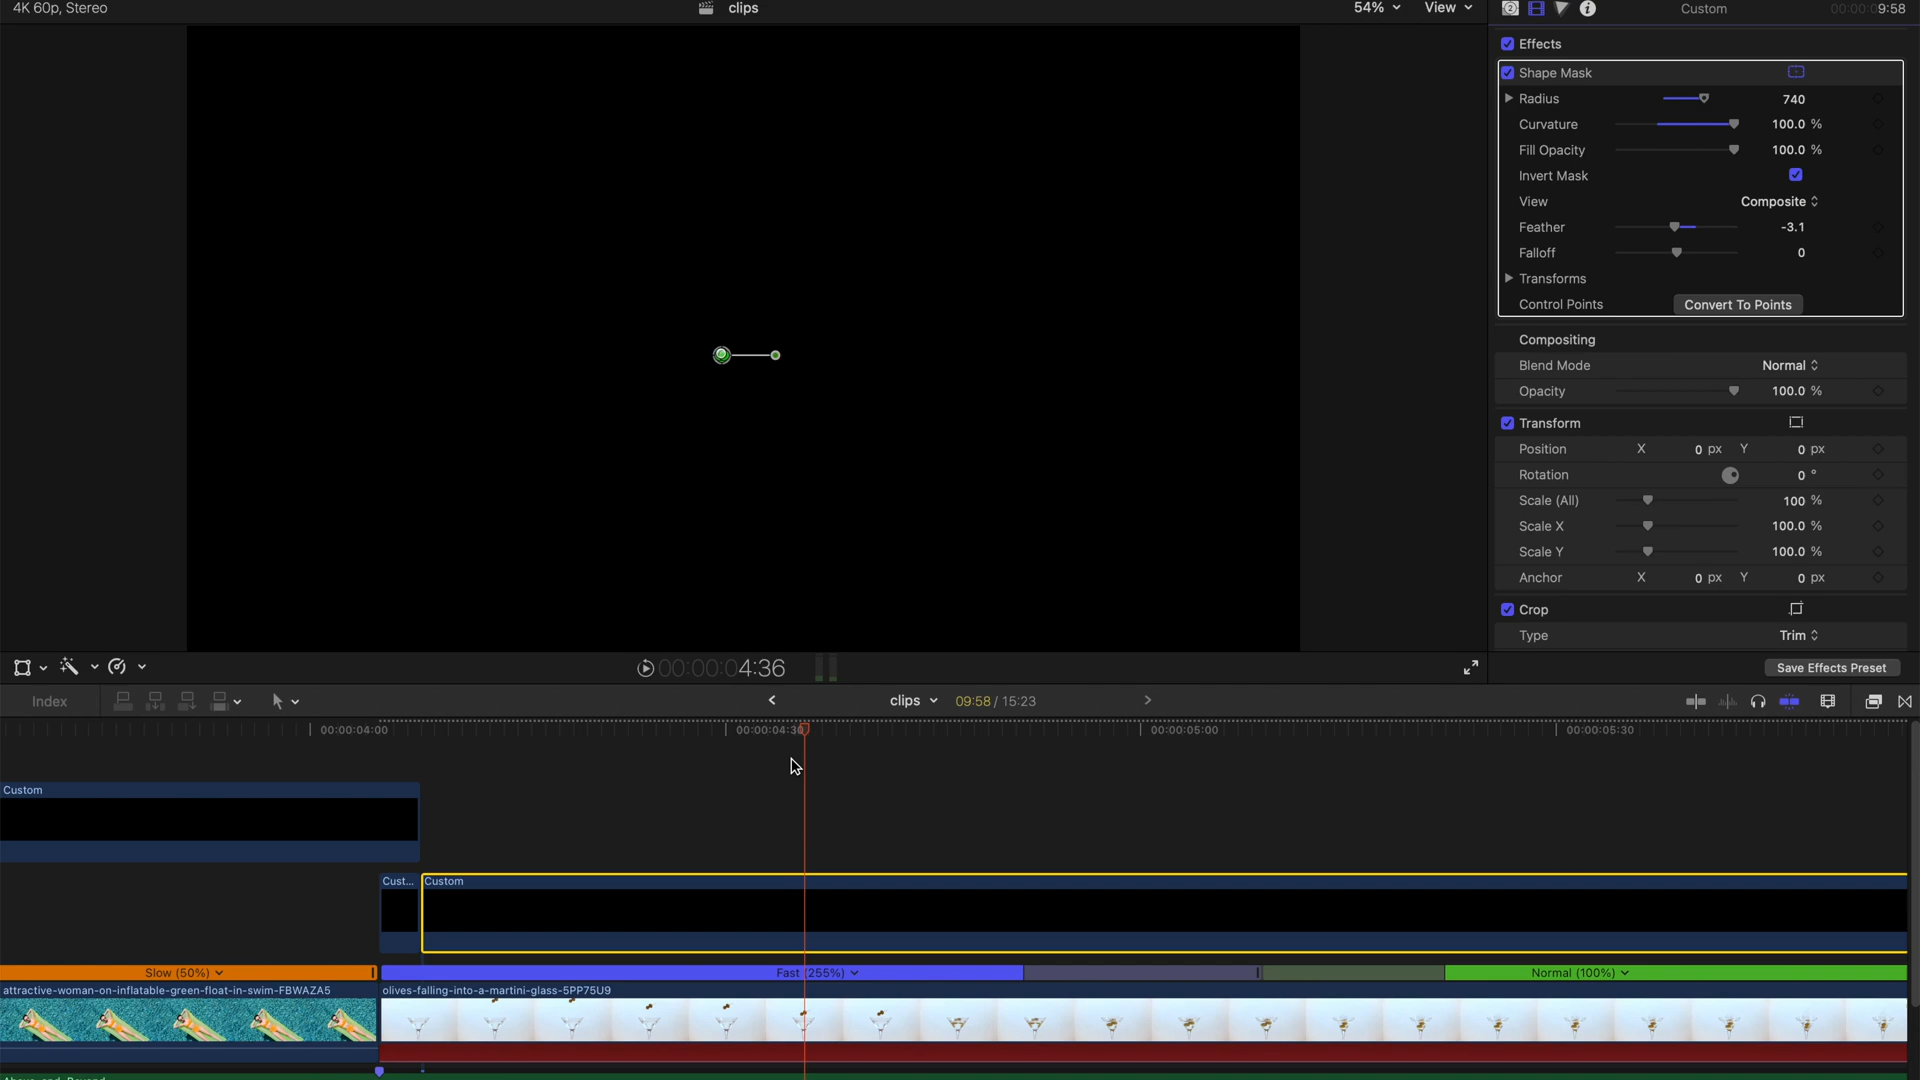 4K 60p, Stereo
clips
54%
View
Custom
00:00:09:58
Effects
Shape Mask
Radius
740
Curvature
100.0 %
Fill Opacity
100.0 %
Invert Mask
View
Composite
Feather
-3.1
Falloff
0
Transforms
Control Points
Convert To Points
Compositing
Blend Mode
Normal
Opacity
100.0 %
Transform
Position
X
0 px
Y
0 px
Rotation
0 °
Scale (All)
100 %
Scale X
100.0 %
Scale Y
100.0 %
Anchor
X
0 px
Y
0 px
Crop
Type
Trim
00:00:04:36
Save Effects Preset
Index
clips
09:58 / 15:23
00:00:04:00
00:00:04:30
00:00:05:00
00:00:05:30
Custom
Cust...
Custom
Slow (50%)
Fast (255%)
Normal (100%)
attractive-woman-on-inflatable-green-float-in-swim-FBWAZA5
olives-falling-into-a-martini-glass-5PP75U9